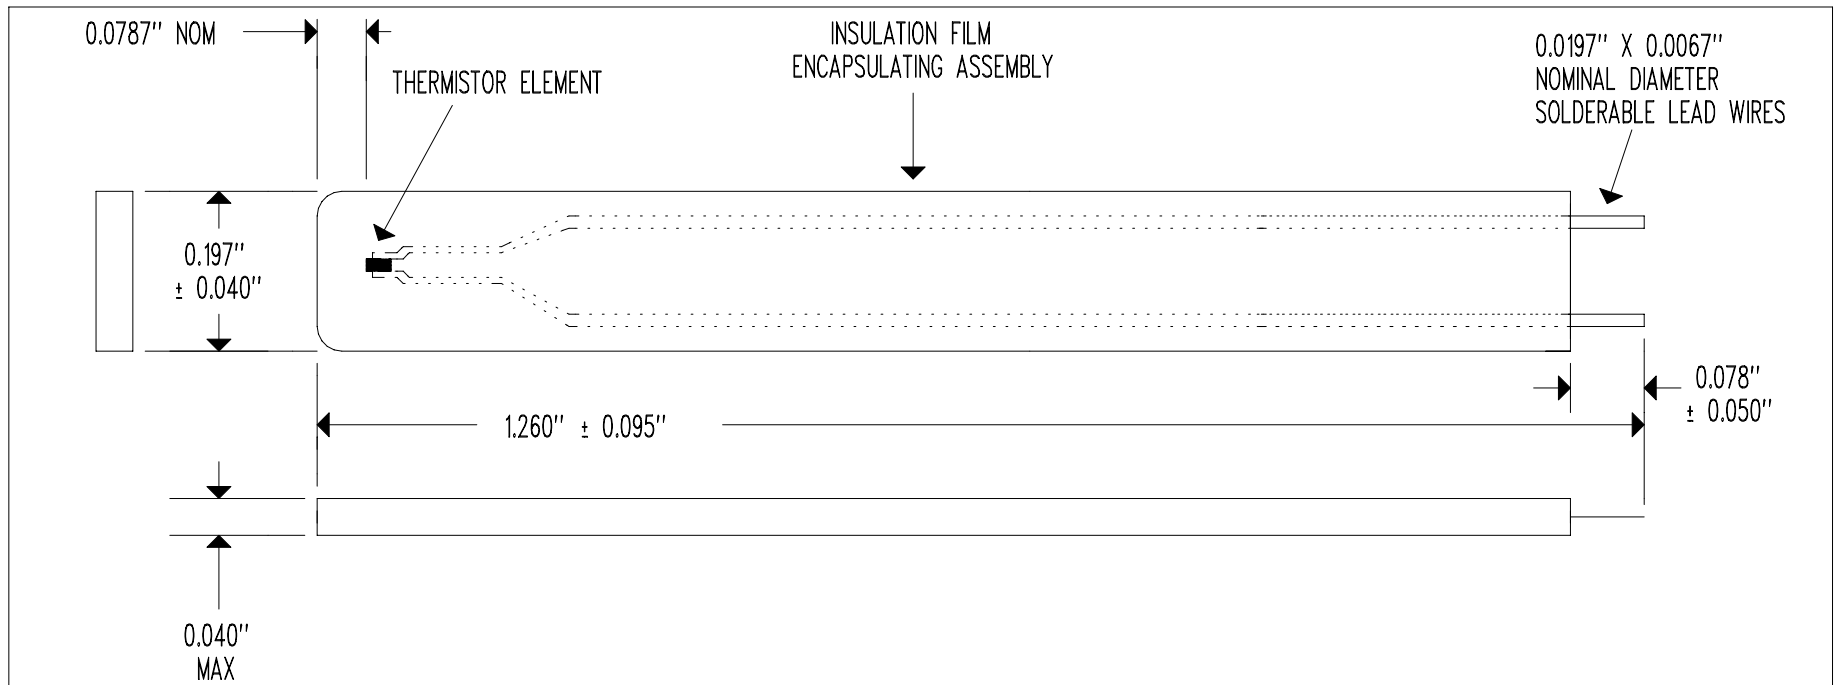 0.0787" NOM
THERMISTOR ELEMENT
INSULATION FILM
ENCAPSULATING ASSEMBLY
0.0197" X 0.0067"
NOMINAL DIAMETER
SOLDERABLE LEAD WIRES
0.197"
± 0.040"
0.078"
± 0.050"
1.260" ± 0.095"
0.040"
MAX